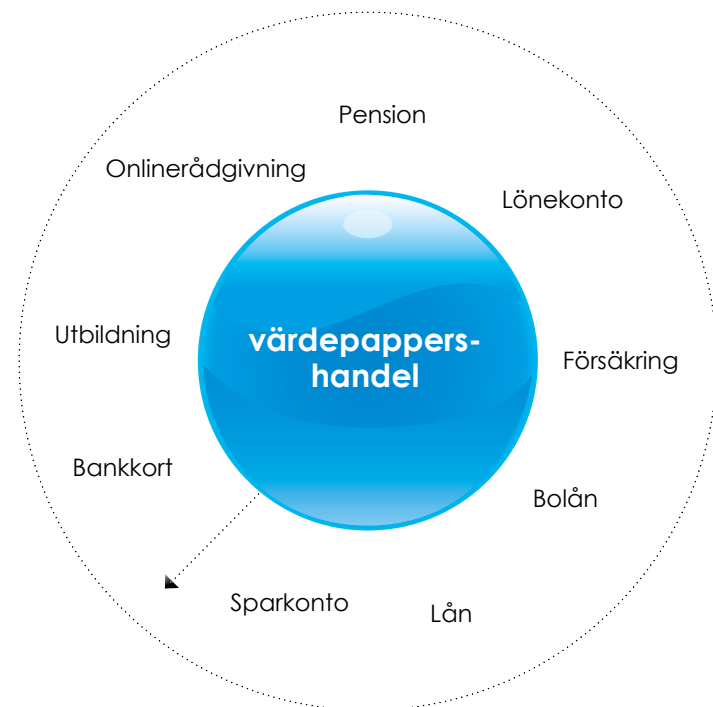 Pension
Onlinerådgivning
Lönekonto
Utbildning
värdepappers-
handel
Försäkring
Bankkort
Bolån
Sparkonto
Lån